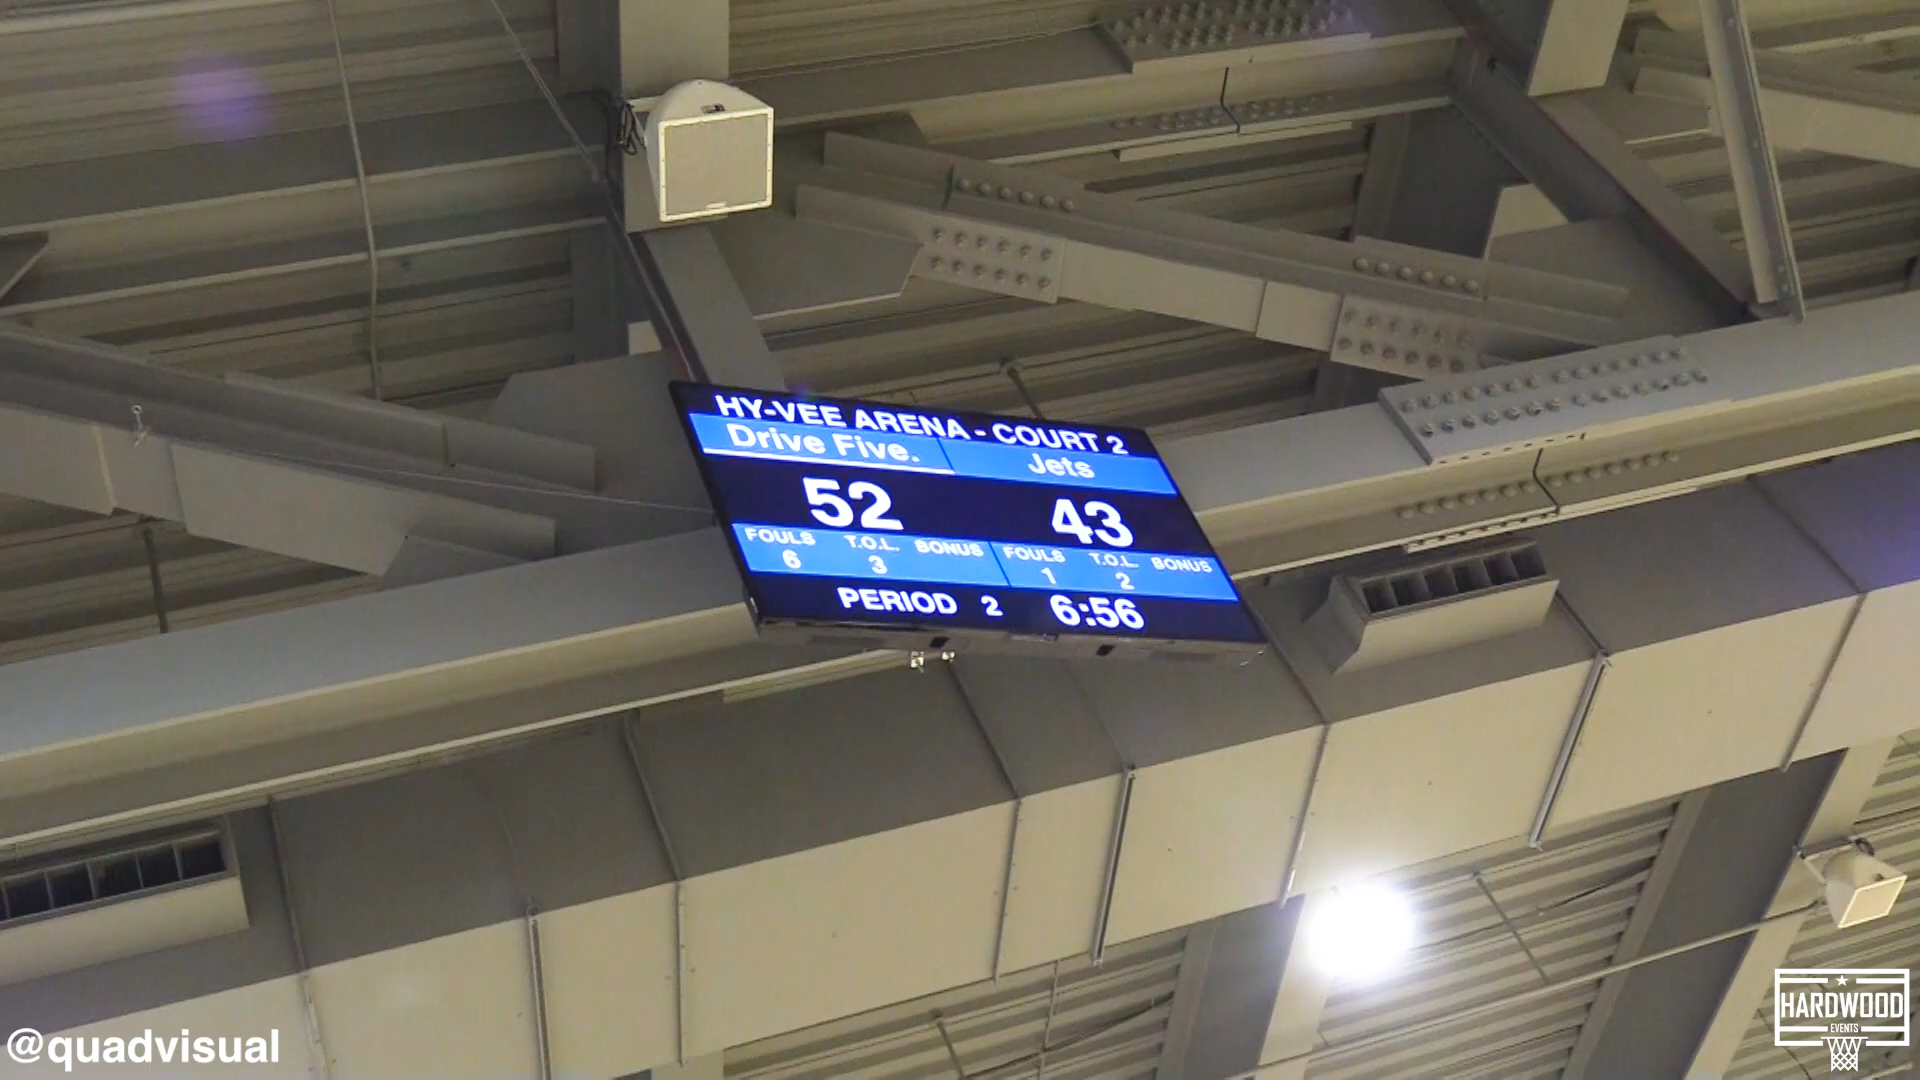 HY-VEE ARENA - COURT 2
Drive Five. Jets
52 43
FOULS T.O.L. BONUS FOULS T.O.L. BONUS
6 3 1 2
PERIOD 2 6:56
@quadvisual
HARDWOOD
EVENTS